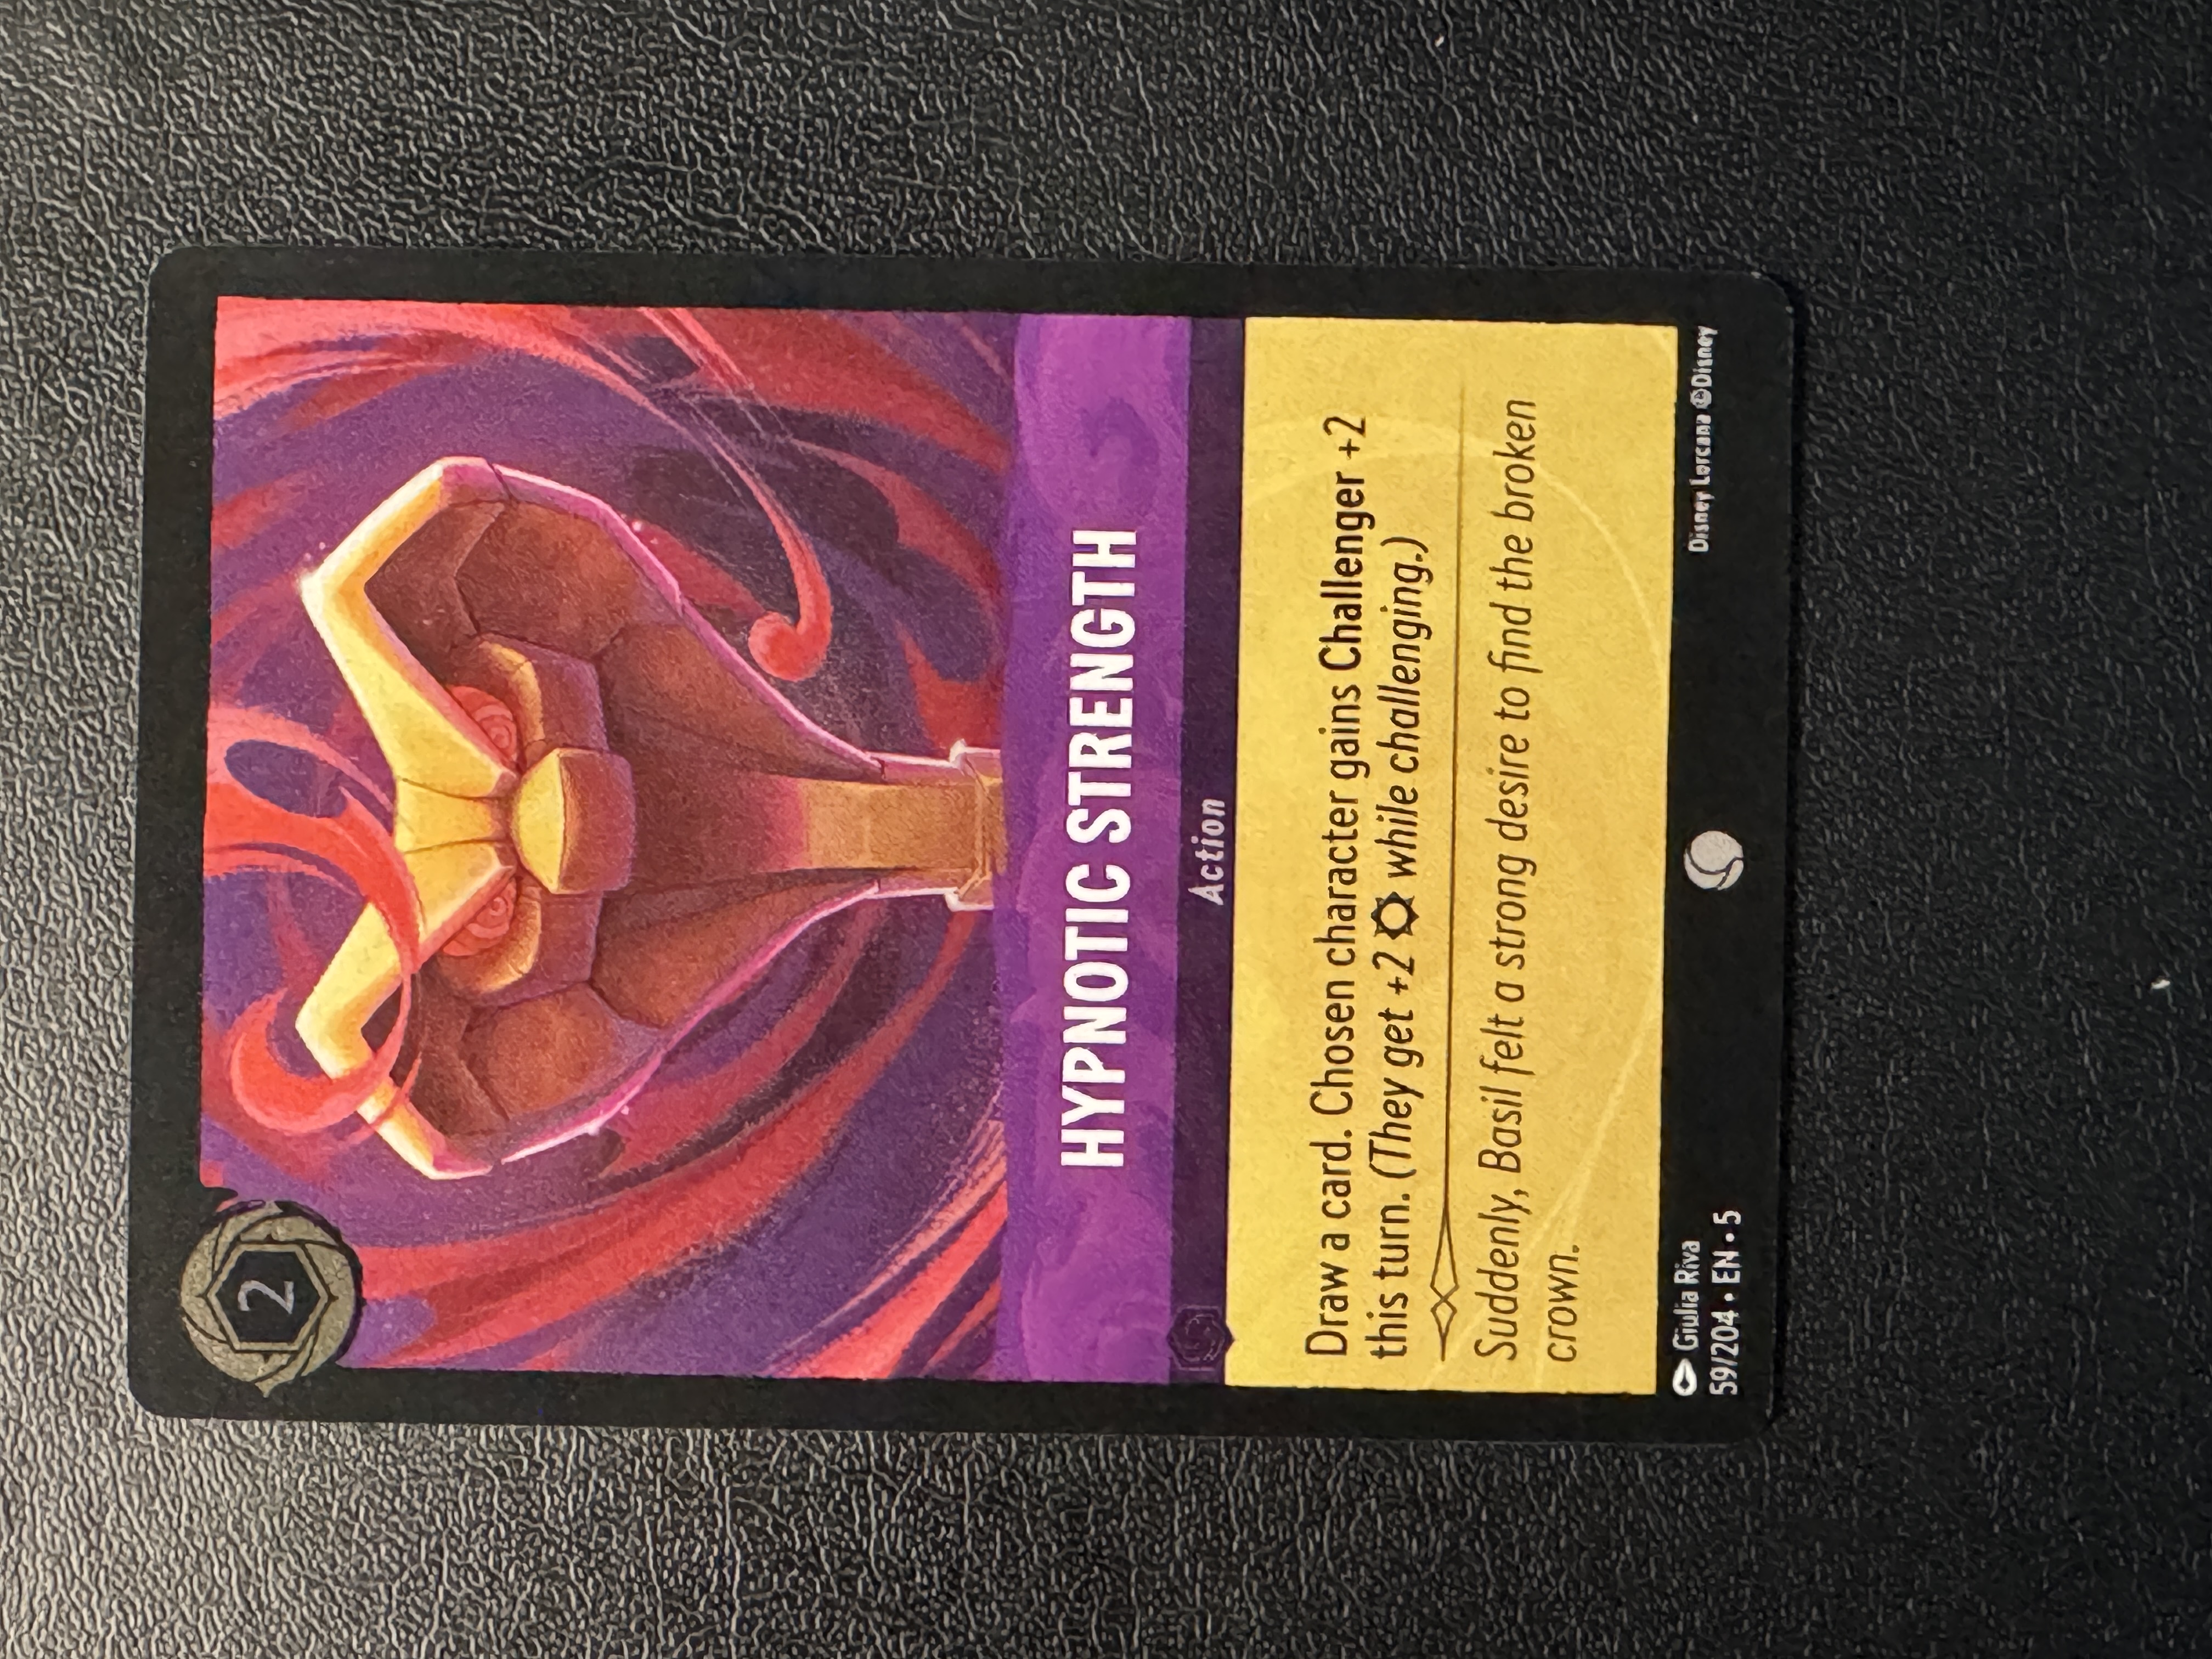 2
HYPNOTIC STRENGTH
Action
Draw a card. Chosen character gains Challenger +2
this turn. (They get +2 while challenging.)
Suddenly, Basil felt a strong desire to find the broken
crown.
Giulia Riva
59/204 • EN • 5
Disney Lorcana ©Disney